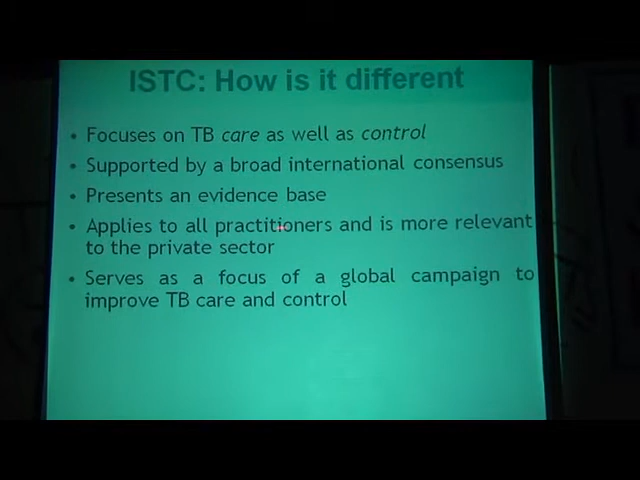 ISTC: How is it different
• Focuses on TB care as well as control
• Supported by a broad international consensus
• Presents an evidence base
• Applies to all practitioners and is more relevant
to the private sector
• Serves as a focus of a global campaign to
improve TB care and control